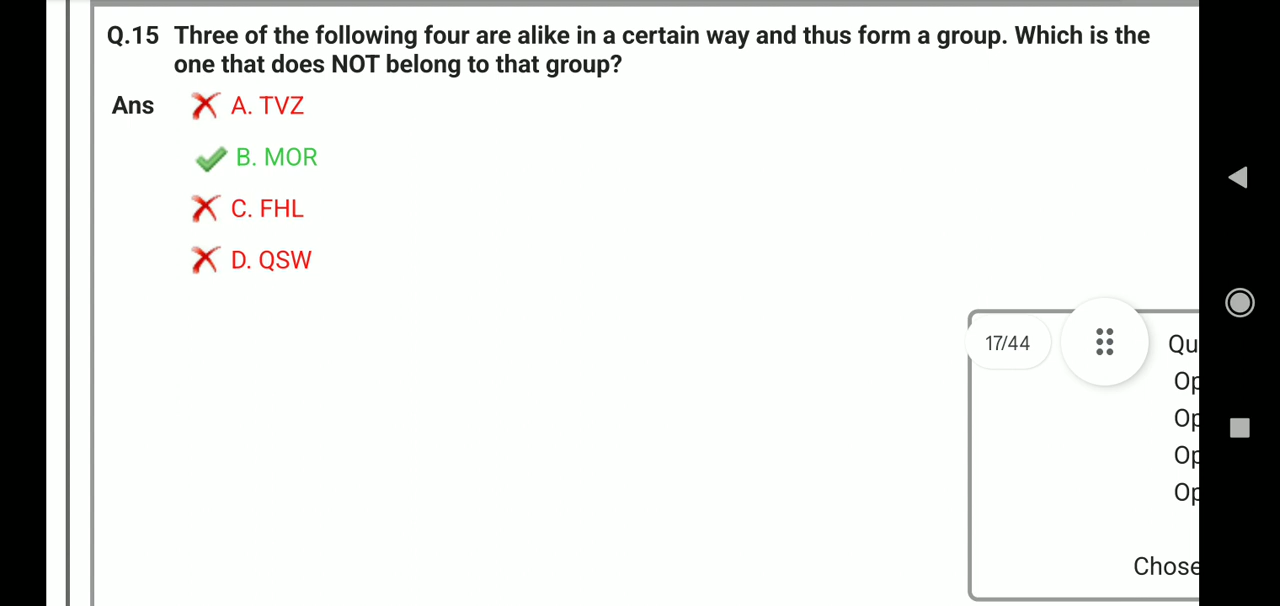 Q.15 Three of the following four are alike in a certain way and thus form a group. Which is the
one that does NOT belong to that group?
Ans A. TVZ
B. MOR
C. FHL
D. QSW
17/44
Qu
Op
Op
Op
Op
Chose